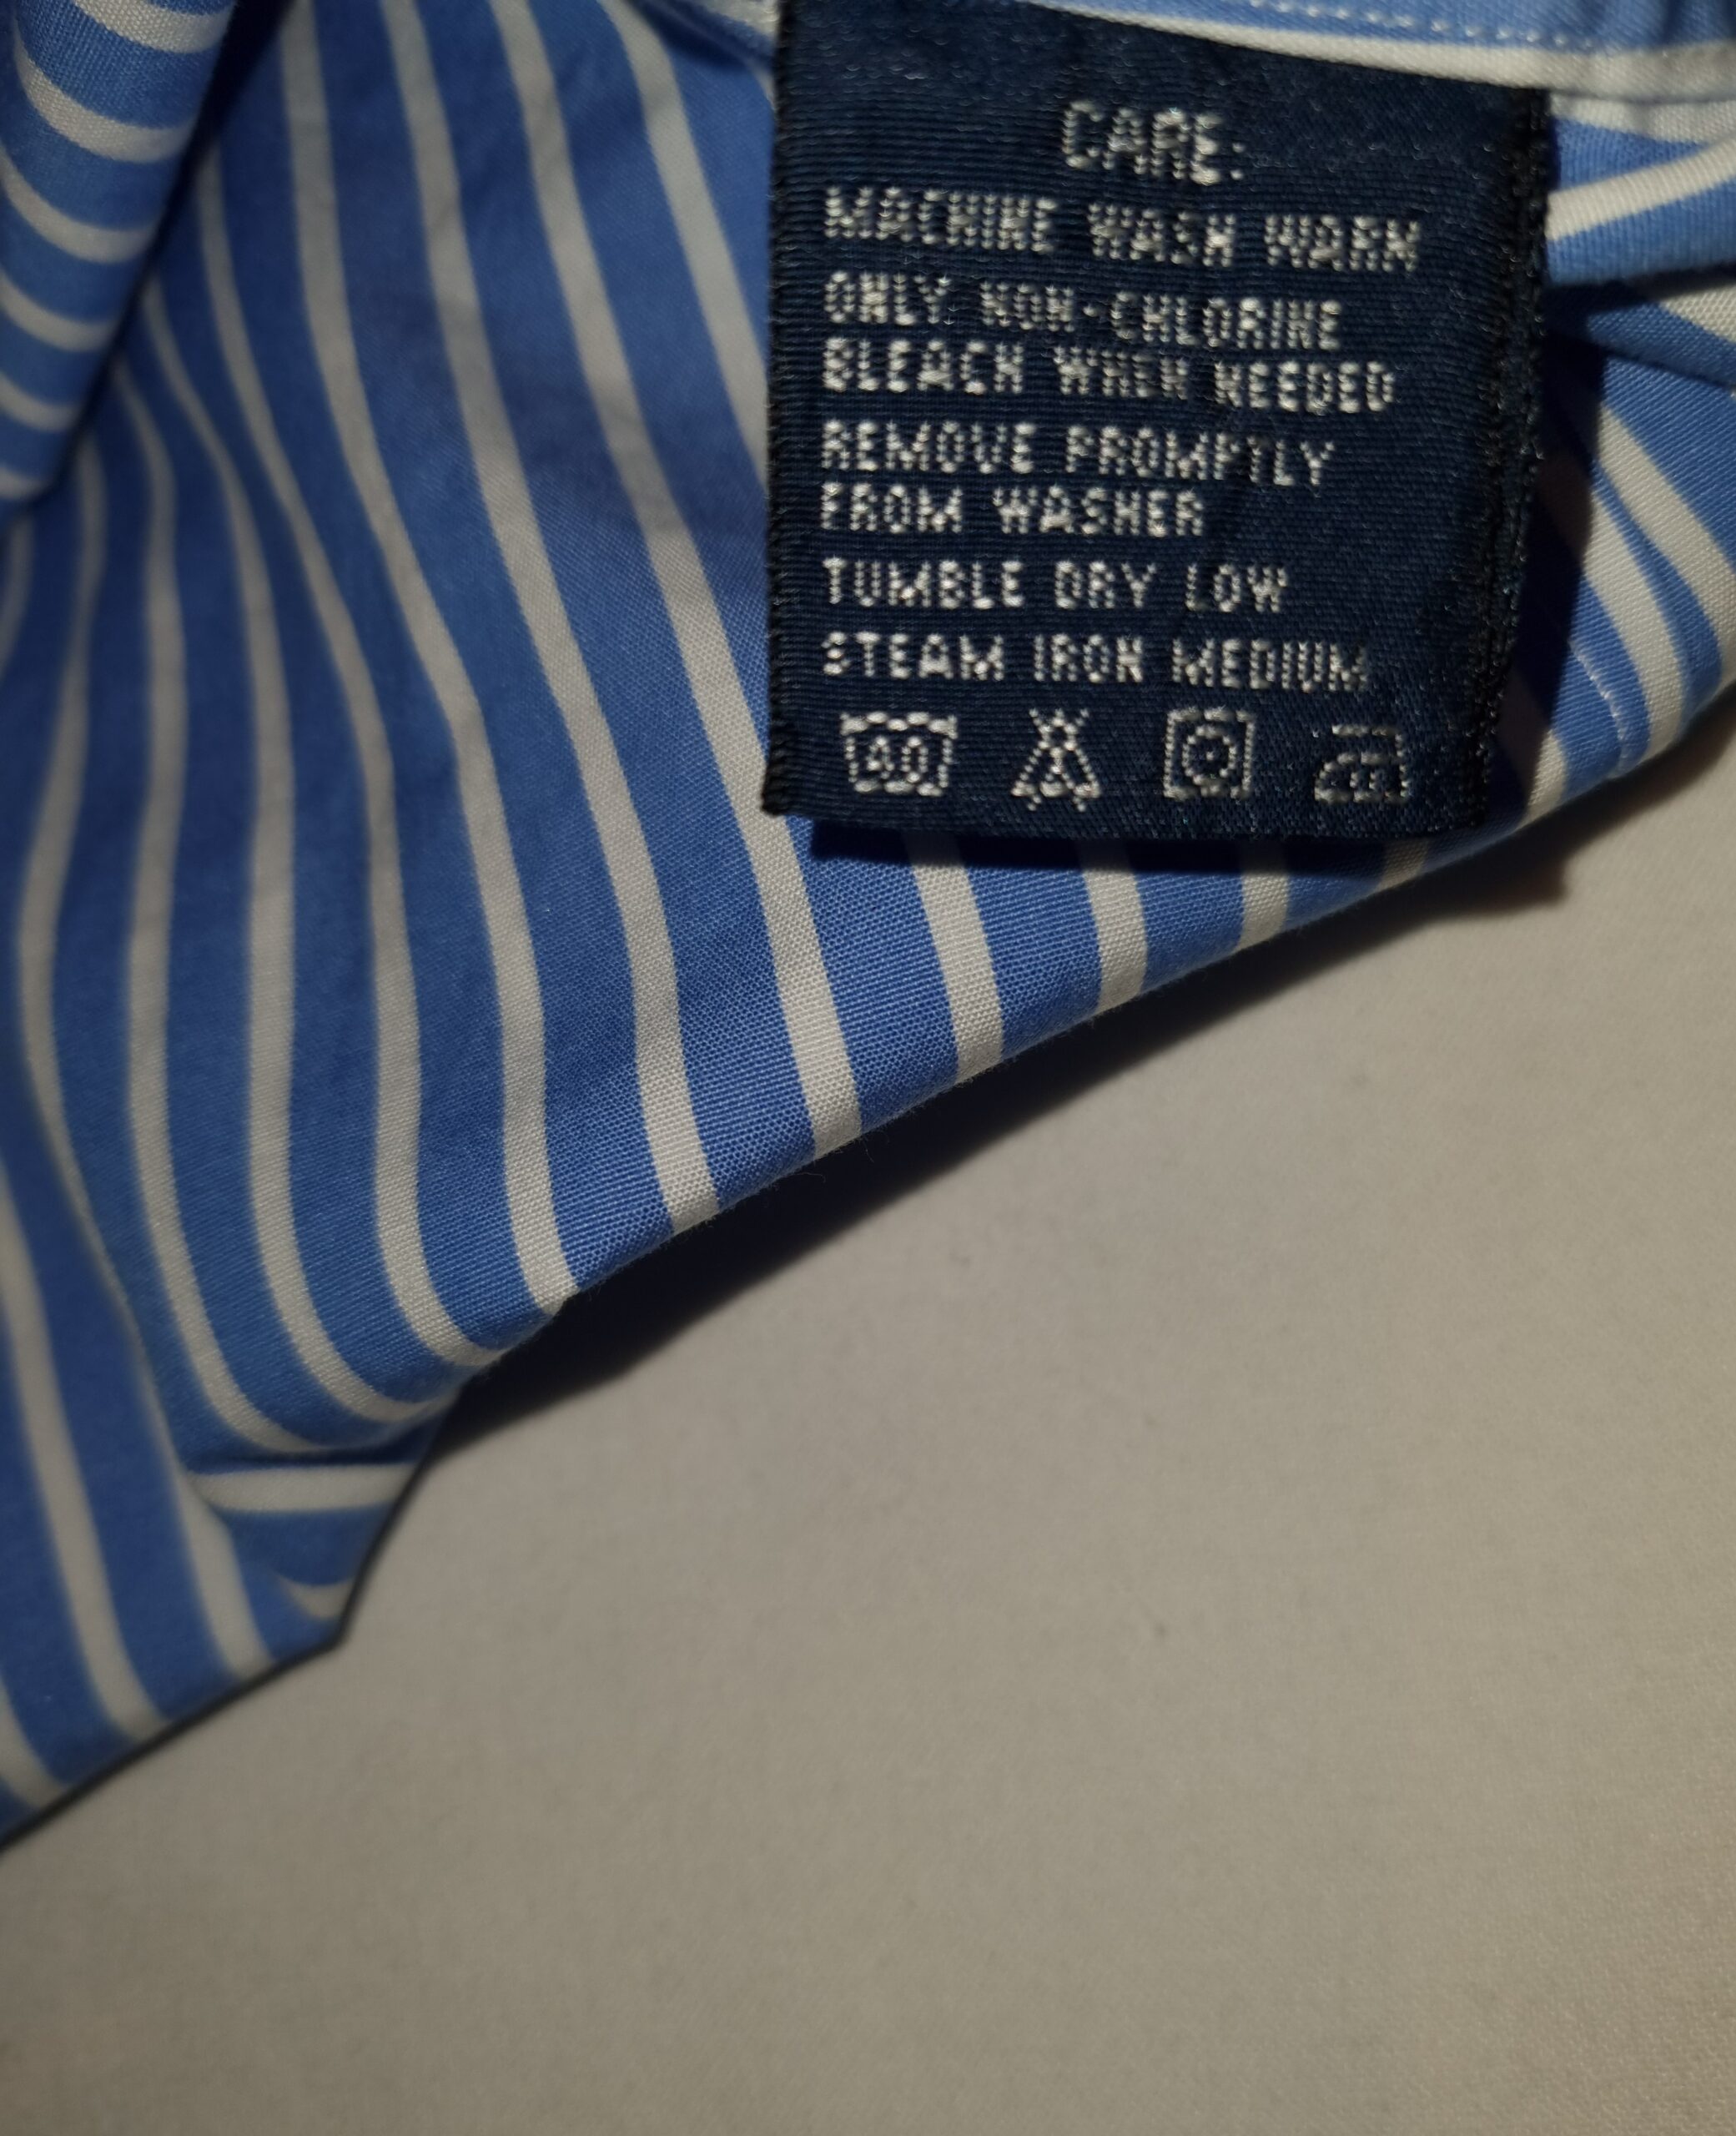 CARE:
MACHINE WASH WARM
ONLY NON-CHLORINE
BLEACH WHEN NEEDED
REMOVE PROMPTLY
FROM WASHER
TUMBLE DRY LOW
STEAM IRON MEDIUM
40